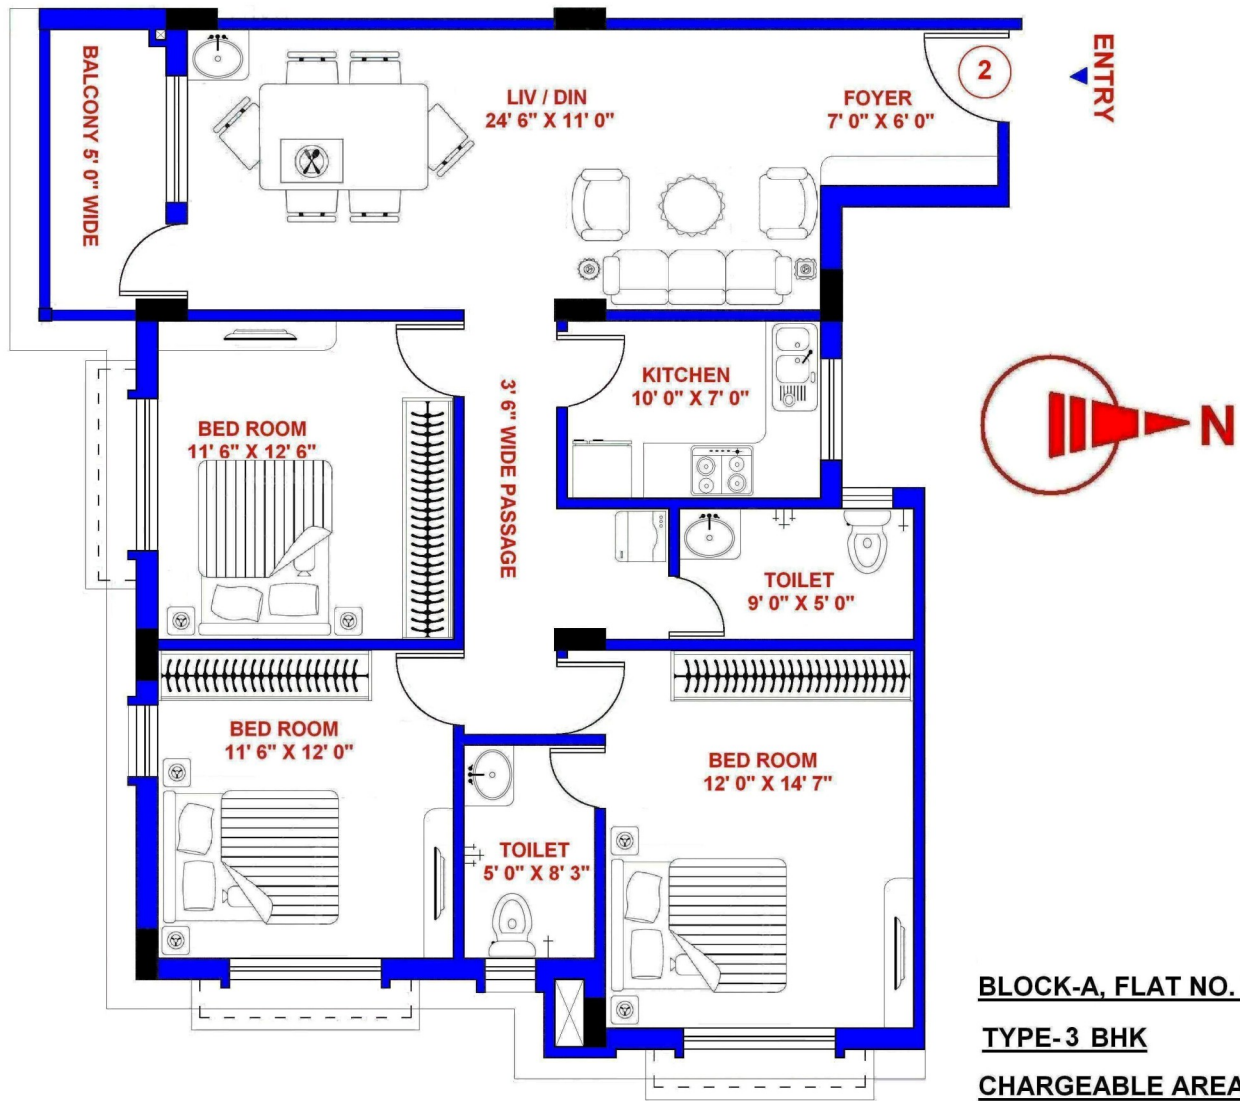 ENTRY
2
LIV / DIN
24' 6" X 11' 0"
FOYER
7' 0" X 6' 0"
BALCONY 5' 0" WIDE
KITCHEN
10' 0" X 7' 0"
3' 6" WIDE PASSAGE
N
BED ROOM
11' 6" X 12' 6"
TOILET
9' 0" X 5' 0"
BED ROOM
11' 6" X 12' 0"
BED ROOM
12' 0" X 14' 7"
TOILET
5' 0" X 8' 3"
BLOCK-A, FLAT NO.
TYPE- 3 BHK
CHARGEABLE AREA